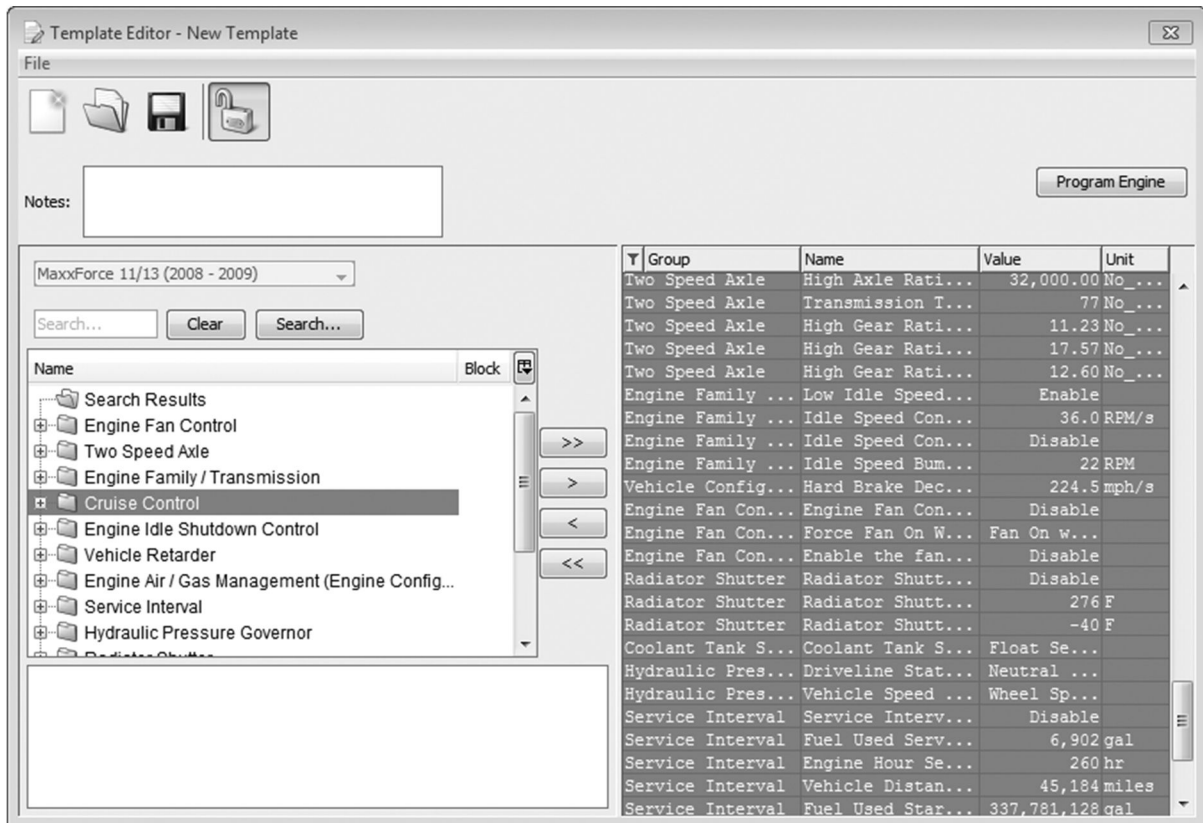 Template Editor - New Template
File
Notes:
Program Engine
MaxxForce 11/13 (2008 - 2009)
Search...
Clear
Search...
Name Block
Search Results
Engine Fan Control
Two Speed Axle
Engine Family / Transmission
Cruise Control
Engine Idle Shutdown Control
Vehicle Retarder
Engine Air / Gas Management (Engine Config...
Service Interval
Hydraulic Pressure Governor
Radiator Shutter
>>
>
<
<<
Group Name Value Unit
Two Speed Axle High Axle Rati... 32,000.00 No_...
Two Speed Axle Transmission T... 77 No_...
Two Speed Axle High Gear Rati... 11.23 No_...
Two Speed Axle High Gear Rati... 17.57 No_...
Two Speed Axle High Gear Rati... 12.60 No_...
Engine Family ... Low Idle Speed... Enable
Engine Family ... Idle Speed Con... 36.0 RPM/s
Engine Family ... Idle Speed Con... Disable
Engine Family ... Idle Speed Bum... 22 RPM
Vehicle Config... Hard Brake Dec... 224.5 mph/s
Engine Fan Con... Engine Fan Con... Disable
Engine Fan Con... Force Fan On W... Fan On w...
Engine Fan Con... Enable the fan... Disable
Radiator Shutter Radiator Shutt... Disable
Radiator Shutter Radiator Shutt... 276 F
Radiator Shutter Radiator Shutt... -40 F
Coolant Tank S... Coolant Tank S... Float Se...
Hydraulic Pres... Driveline Stat... Neutral ...
Hydraulic Pres... Vehicle Speed ... Wheel Sp...
Service Interval Service Interv... Disable
Service Interval Fuel Used Serv... 6,902 gal
Service Interval Engine Hour Se... 260 hr
Service Interval Vehicle Distan... 45,184 miles
Service Interval Fuel Used Star... 337,781,128 gal